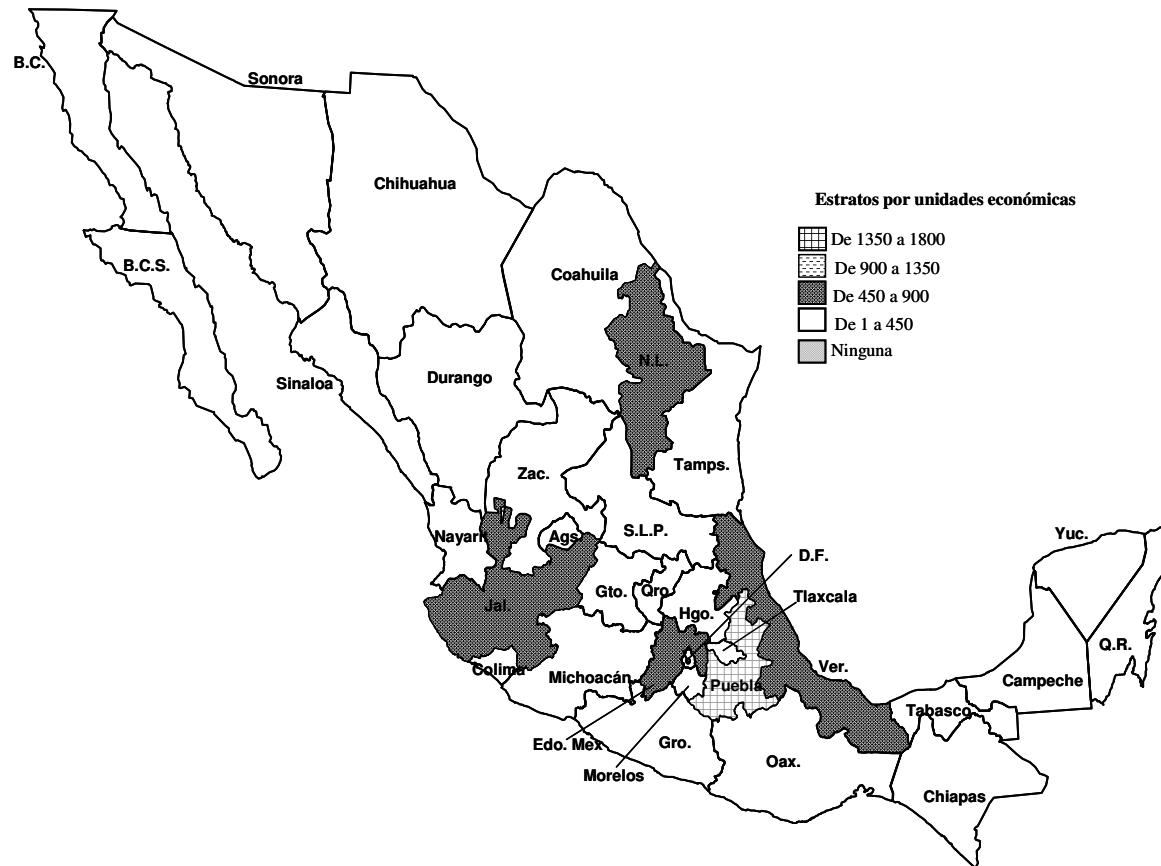 B.C.
Sonora
Chihuahua
Estratos por unidades económicas
De 1350 a 1800
De 900 a 1350
De 450 a 900
De 1 a 450
Ninguna
B.C.S.
Coahuila
N.L.
Sinaloa
Durango
Tamps.
Zac.
S.L.P.
Nayarit
Ags.
Yuc.
D.F.
Gto.
Qro.
Tlaxcala
Jal.
Hgo.
Q.R.
Ver.
Colima
Michoacán
Puebla
Campeche
Tabasco
Edo. Mex
Gro.
Oax.
Morelos
Chiapas